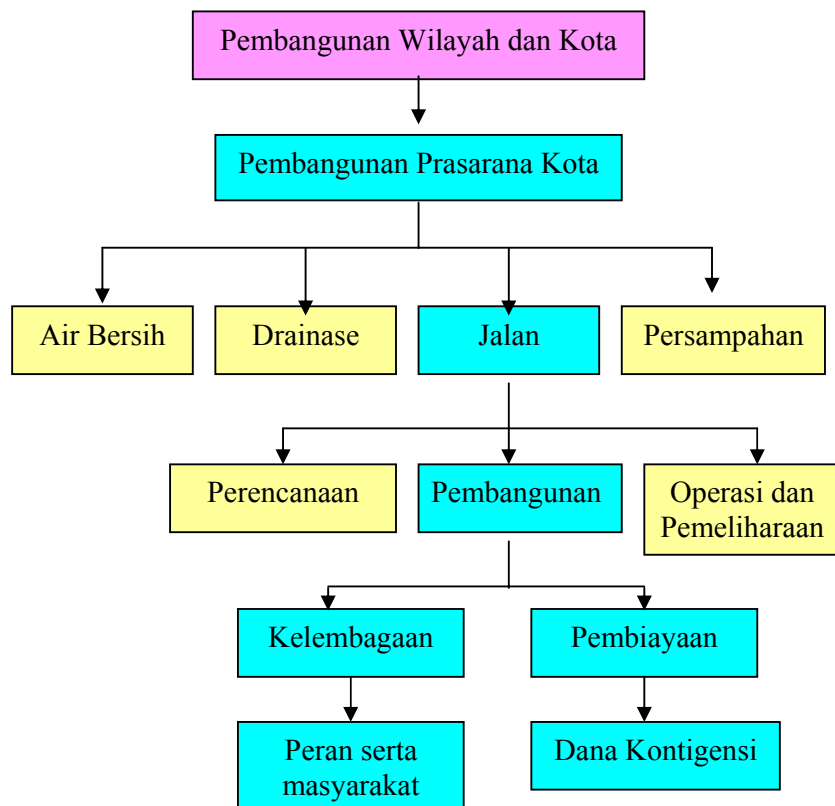 Pembangunan Wilayah dan Kota
Pembangunan Prasarana Kota
Air Bersih
Drainase
Jalan
Persampahan
Perencanaan
Pembangunan
Operasi dan
Pemeliharaan
Kelembagaan
Pembiayaan
Peran serta
masyarakat
Dana Kontigensi